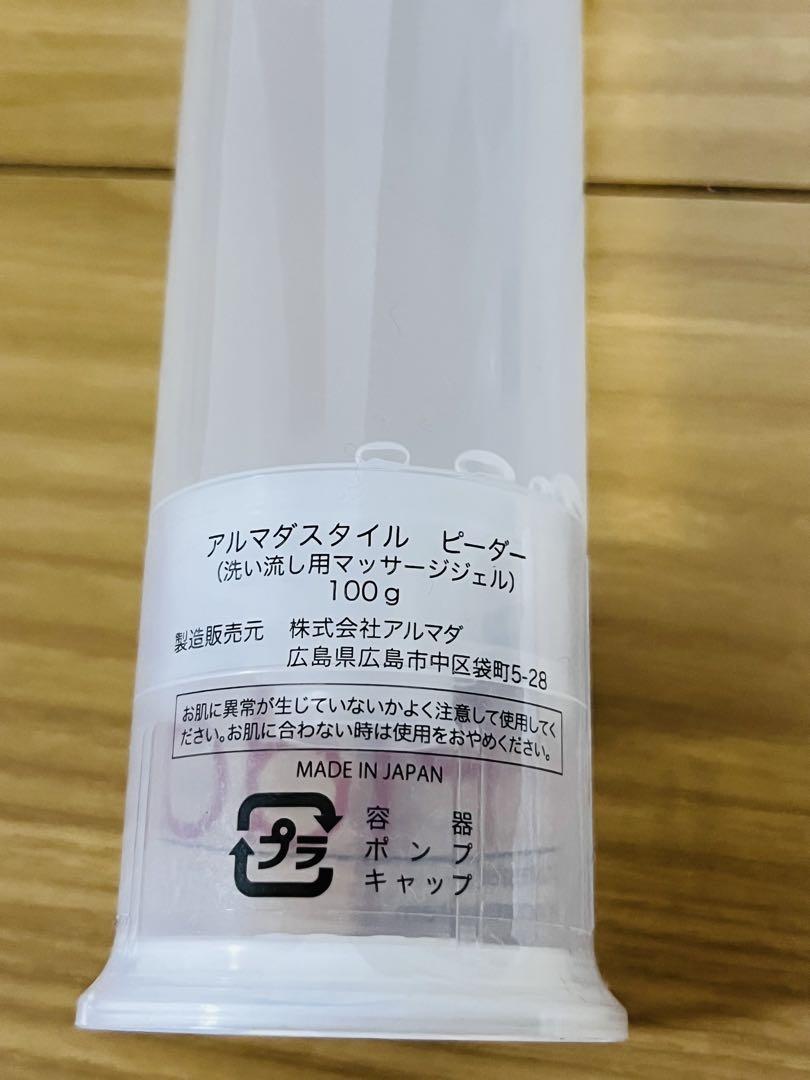 アルマダスタイル ピーダー
(洗い流し用マッサージジェル)
100g
製造販売元 株式会社アルマダ
広島県広島市中区袋町5-28
お肌に異常が生じていないかよく注意して使用してく
ださい。お肌に合わない時は使用をおやめください。
MADE IN JAPAN
プラ
容器
ポンプ
キャップ